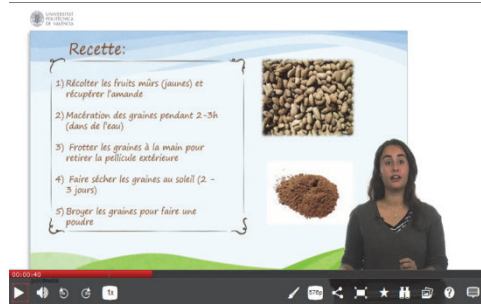 UNIVERSITAT
POLITÈCNICA
DE VALÈNCIA
Recette:
1) Récolter les fruits mûrs (jaunes) et
récupérer l'amande
2) Macération des graines pendant 2-3h
(dans de l'eau)
3) Frotter les graines à la main pour
retirer la pellicule extérieure
4) Faire sécher les graines au soleil (2 -
3 jours)
5) Broyer les graines pour faire une
poudre
00:00:40
1x
576p